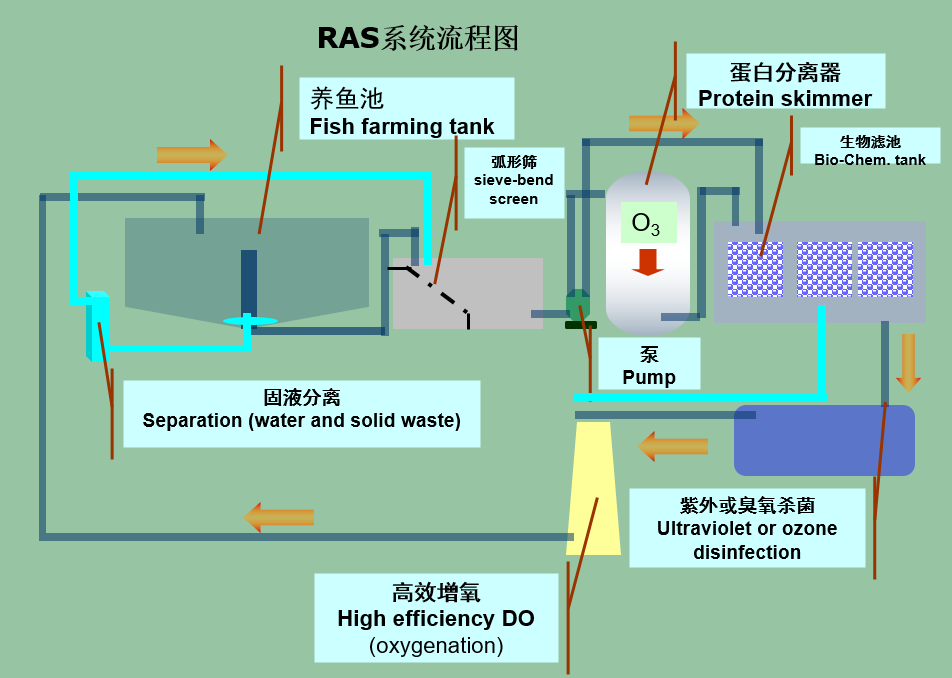 RAS系统流程图
养鱼池
Fish farming tank
弧形筛
sieve-bend
screen
蛋白分离器
Protein skimmer
生物滤池
Bio-Chem. tank
O₃
泵
Pump
固液分离
Separation (water and solid waste)
紫外或臭氧杀菌
Ultraviolet or ozone
disinfection
高效增氧
High efficiency DO
(oxygenation)